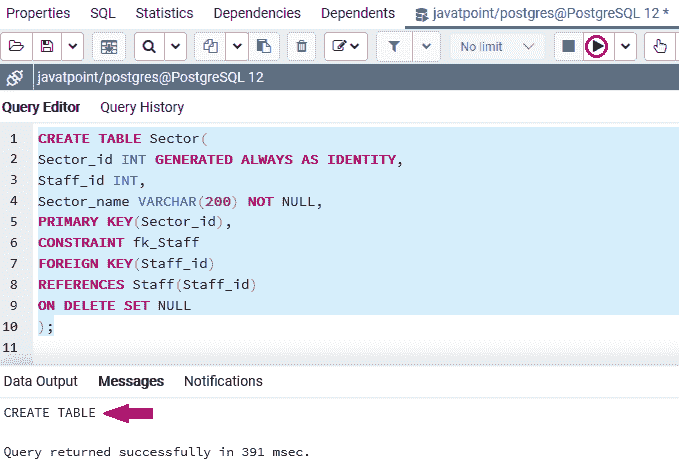 Properties SQL Statistics Dependencies Dependents javatpoint/postgres@PostgreSQL 12 *
No limit
javatpoint/postgres@PostgreSQL 12
Query Editor Query History
1 CREATE TABLE Sector(
2 Sector_id INT GENERATED ALWAYS AS IDENTITY,
3 Staff_id INT,
4 Sector_name VARCHAR(200) NOT NULL,
5 PRIMARY KEY(Sector_id),
6 CONSTRAINT fk_Staff
7 FOREIGN KEY(Staff_id)
8 REFERENCES Staff(Staff_id)
9 ON DELETE SET NULL
10 );
11
Data Output Messages Notifications
CREATE TABLE
Query returned successfully in 391 msec.